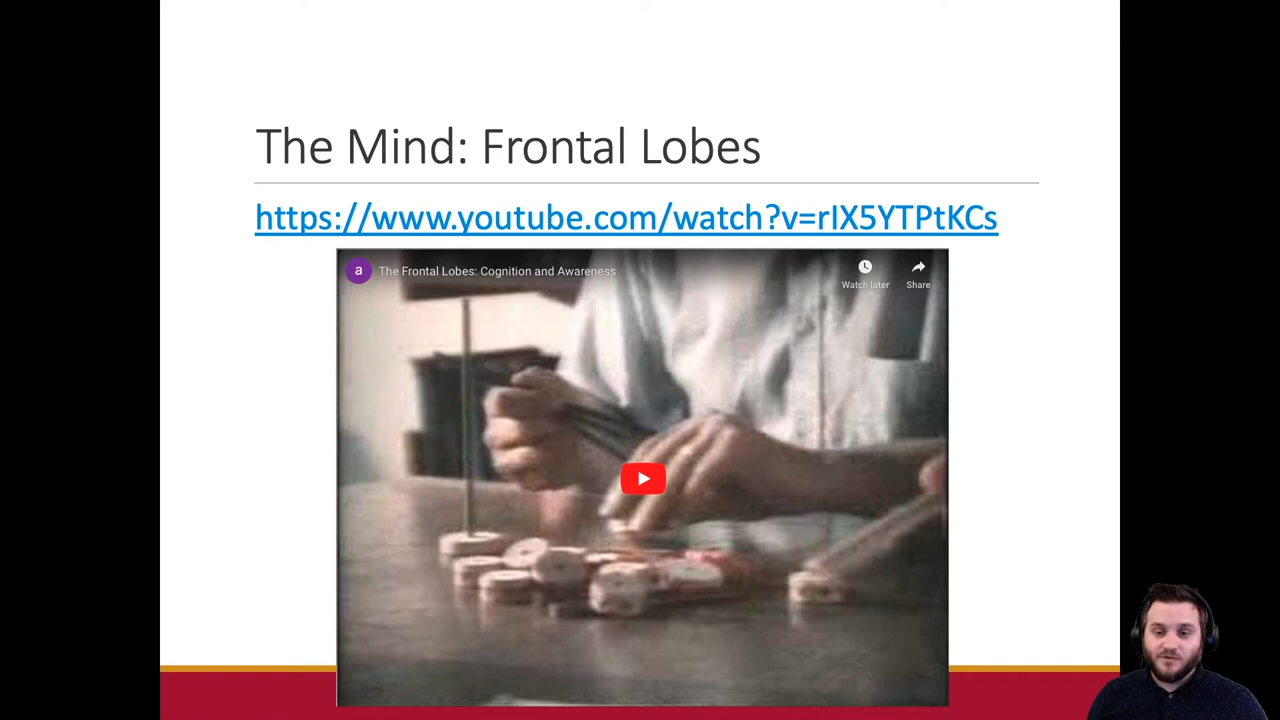 The Mind: Frontal Lobes
https://www.youtube.com/watch?v=rIX5YTPtKCs
a
The Frontal Lobes: Cognition and Awareness
Watch later
Share